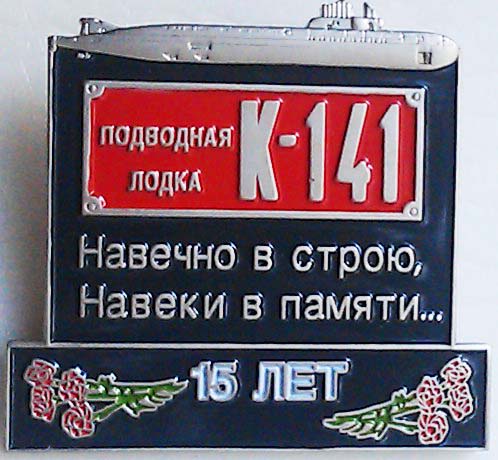 ПОДВОДНАЯ
ЛОДКА
К-141
Навечно в строю,
Навеки в памяти...
15 ЛЕТ